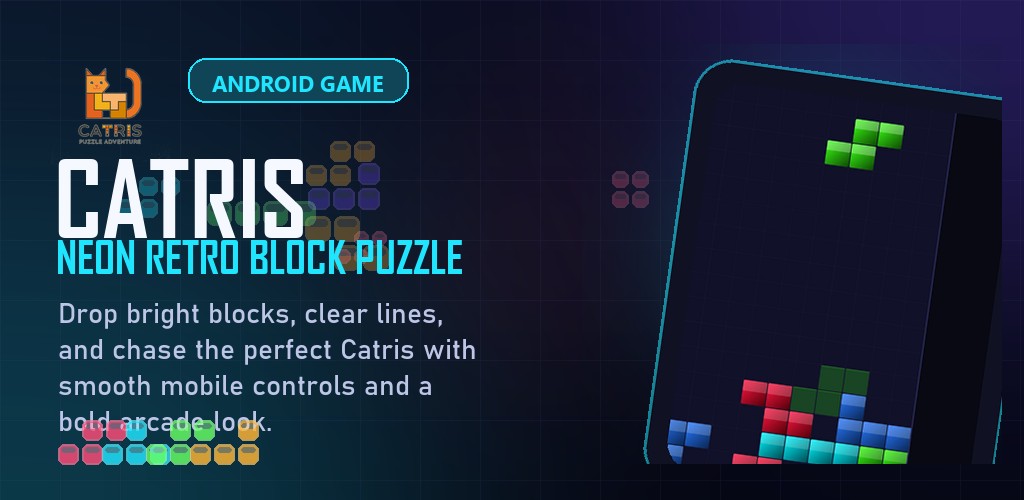 ANDROID GAME
CATRIS
PUZZLE ADVENTURE
CATRIS
NEON RETRO BLOCK PUZZLE
Drop bright blocks, clear lines,
and chase the perfect Catris with
smooth mobile controls and a
bold arcade look.